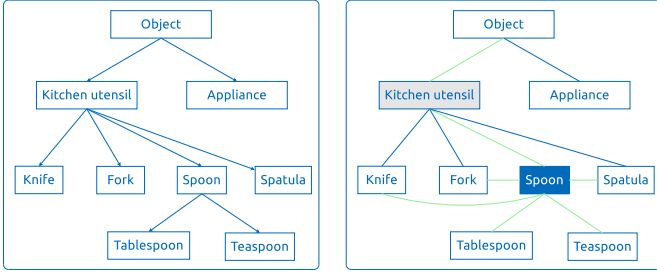 Object
Kitchen utensil
Appliance
Knife
Fork
Spoon
Spatula
Tablespoon
Teaspoon
Object
Kitchen utensil
Appliance
Knife
Fork
Spoon
Spatula
Tablespoon
Teaspoon